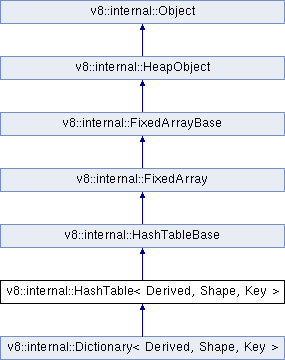 v8::internal::Object
v8::internal::HeapObject
v8::internal::FixedArrayBase
v8::internal::FixedArray
v8::internal::HashTableBase
v8::internal::HashTable< Derived, Shape, Key >
v8::internal::Dictionary< Derived, Shape, Key >